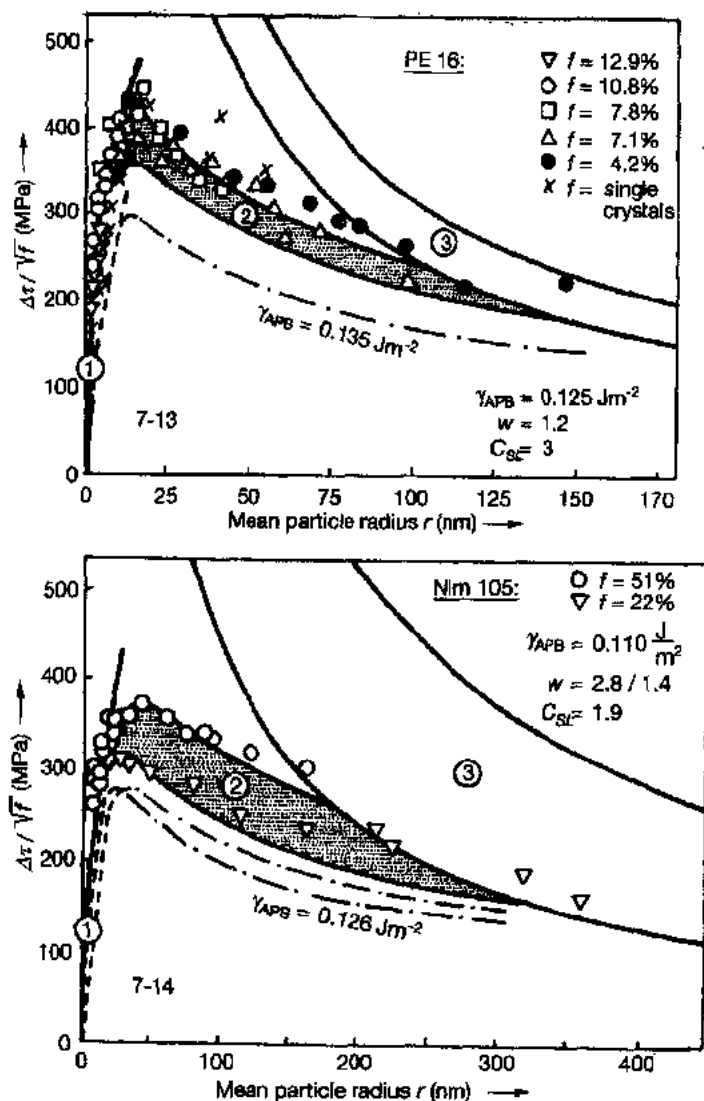 500
400
300
200
100
0
Δτ/√f (MPa)
PE 16:
▽ f = 12.9%
○ f = 10.8%
□ f = 7.8%
△ f = 7.1%
● f = 4.2%
× f = single
crystals
①
②
③
γAPB = 0.135 Jm⁻²
γAPB = 0.125 Jm⁻²
w = 1.2
CSt = 3
7-13
0 25 50 75 100 125 150 170
Mean particle radius r (nm)
500
400
300
200
100
0
Δτ/√f (MPa)
Nim 105:
○ f = 51%
▽ f = 22%
γAPB = 0.110 J/m²
w = 2.8 / 1.4
CSt = 1.9
①
②
③
γAPB = 0.126 Jm⁻²
7-14
0 100 200 300 400
Mean particle radius r (nm)